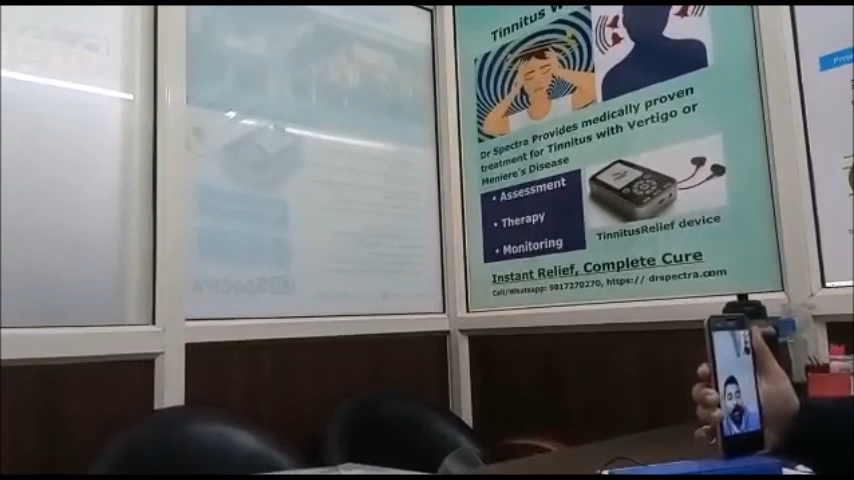 Tinnitus W
Dr Spectra Provides medically proven
treatment for Tinnitus with Vertigo or
Meniere's Disease
• Assessment
• Therapy
• Monitoring
TinnitusRelief device
Instant Relief, Complete Cure
Call/Whatsapp: 9817270270, https:// drspectra.com